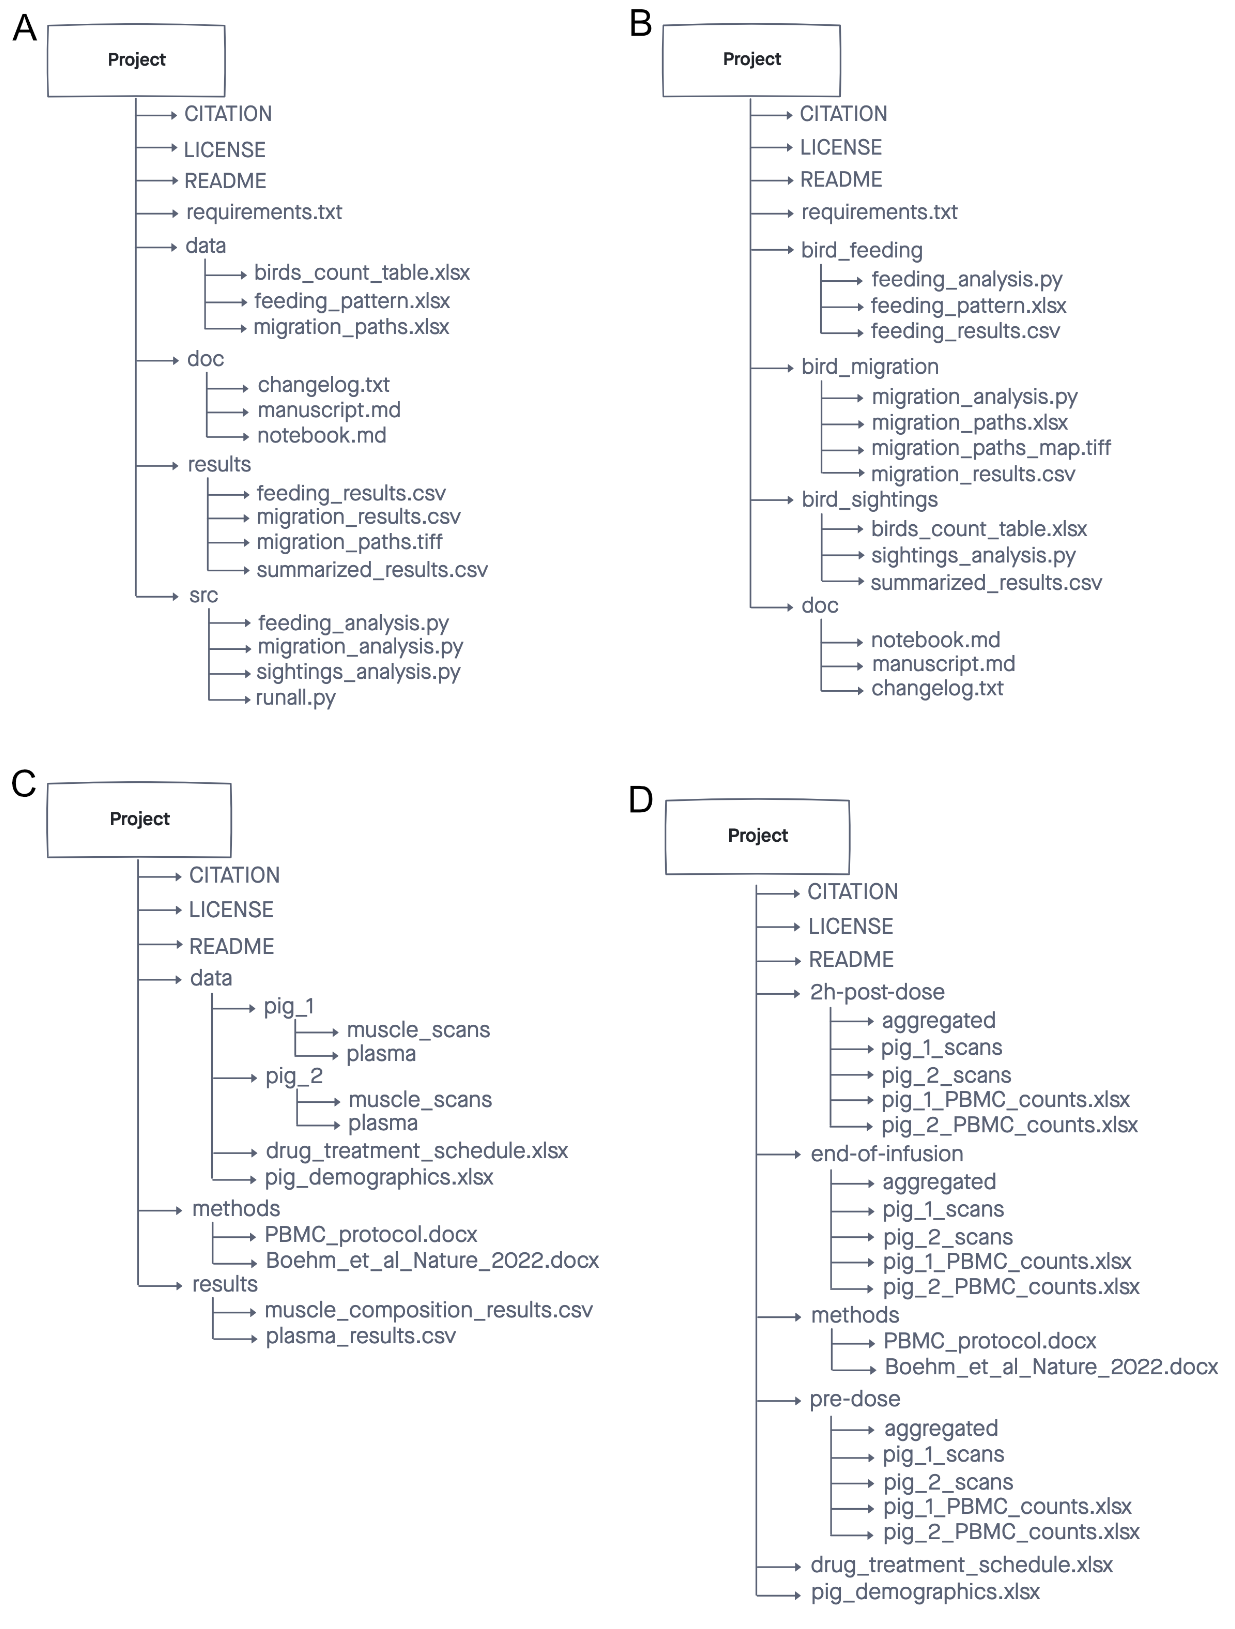 A
Project
CITATION
LICENSE
README
requirements.txt
data
birds_count_table.xlsx
feeding_pattern.xlsx
migration_paths.xlsx
doc
changelog.txt
manuscript.md
notebook.md
results
feeding_results.csv
migration_results.csv
migration_paths.tiff
summarized_results.csv
src
feeding_analysis.py
migration_analysis.py
sightings_analysis.py
runall.py
B
Project
CITATION
LICENSE
README
requirements.txt
bird_feeding
feeding_analysis.py
feeding_pattern.xlsx
feeding_results.csv
bird_migration
migration_analysis.py
migration_paths.xlsx
migration_paths_map.tiff
migration_results.csv
bird_sightings
birds_count_table.xlsx
sightings_analysis.py
summarized_results.csv
doc
notebook.md
manuscript.md
changelog.txt
C
Project
CITATION
LICENSE
README
data
pig_1
muscle_scans
plasma
pig_2
muscle_scans
plasma
drug_treatment_schedule.xlsx
pig_demographics.xlsx
methods
PBMC_protocol.docx
Boehm_et_al_Nature_2022.docx
results
muscle_composition_results.csv
plasma_results.csv
D
Project
CITATION
LICENSE
README
2h-post-dose
aggregated
pig_1_scans
pig_2_scans
pig_1_PBMC_counts.xlsx
pig_2_PBMC_counts.xlsx
end-of-infusion
aggregated
pig_1_scans
pig_2_scans
pig_1_PBMC_counts.xlsx
pig_2_PBMC_counts.xlsx
methods
PBMC_protocol.docx
Boehm_et_al_Nature_2022.docx
pre-dose
aggregated
pig_1_scans
pig_2_scans
pig_1_PBMC_counts.xlsx
pig_2_PBMC_counts.xlsx
drug_treatment_schedule.xlsx
pig_demographics.xlsx